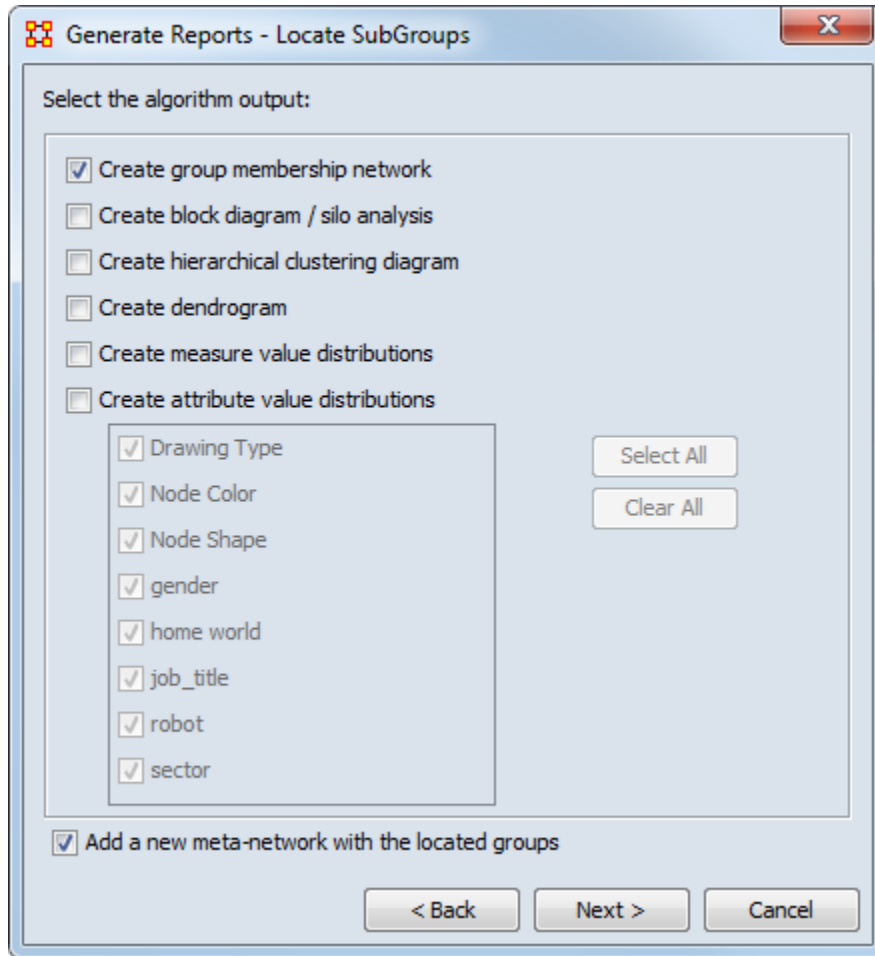 Generate Reports - Locate SubGroups
Select the algorithm output:
Create group membership network
Create block diagram / silo analysis
Create hierarchical clustering diagram
Create dendrogram
Create measure value distributions
Create attribute value distributions
Drawing Type
Select All
Node Color
Clear All
Node Shape
gender
home world
job_title
robot
sector
Add a new meta-network with the located groups
< Back Next > Cancel